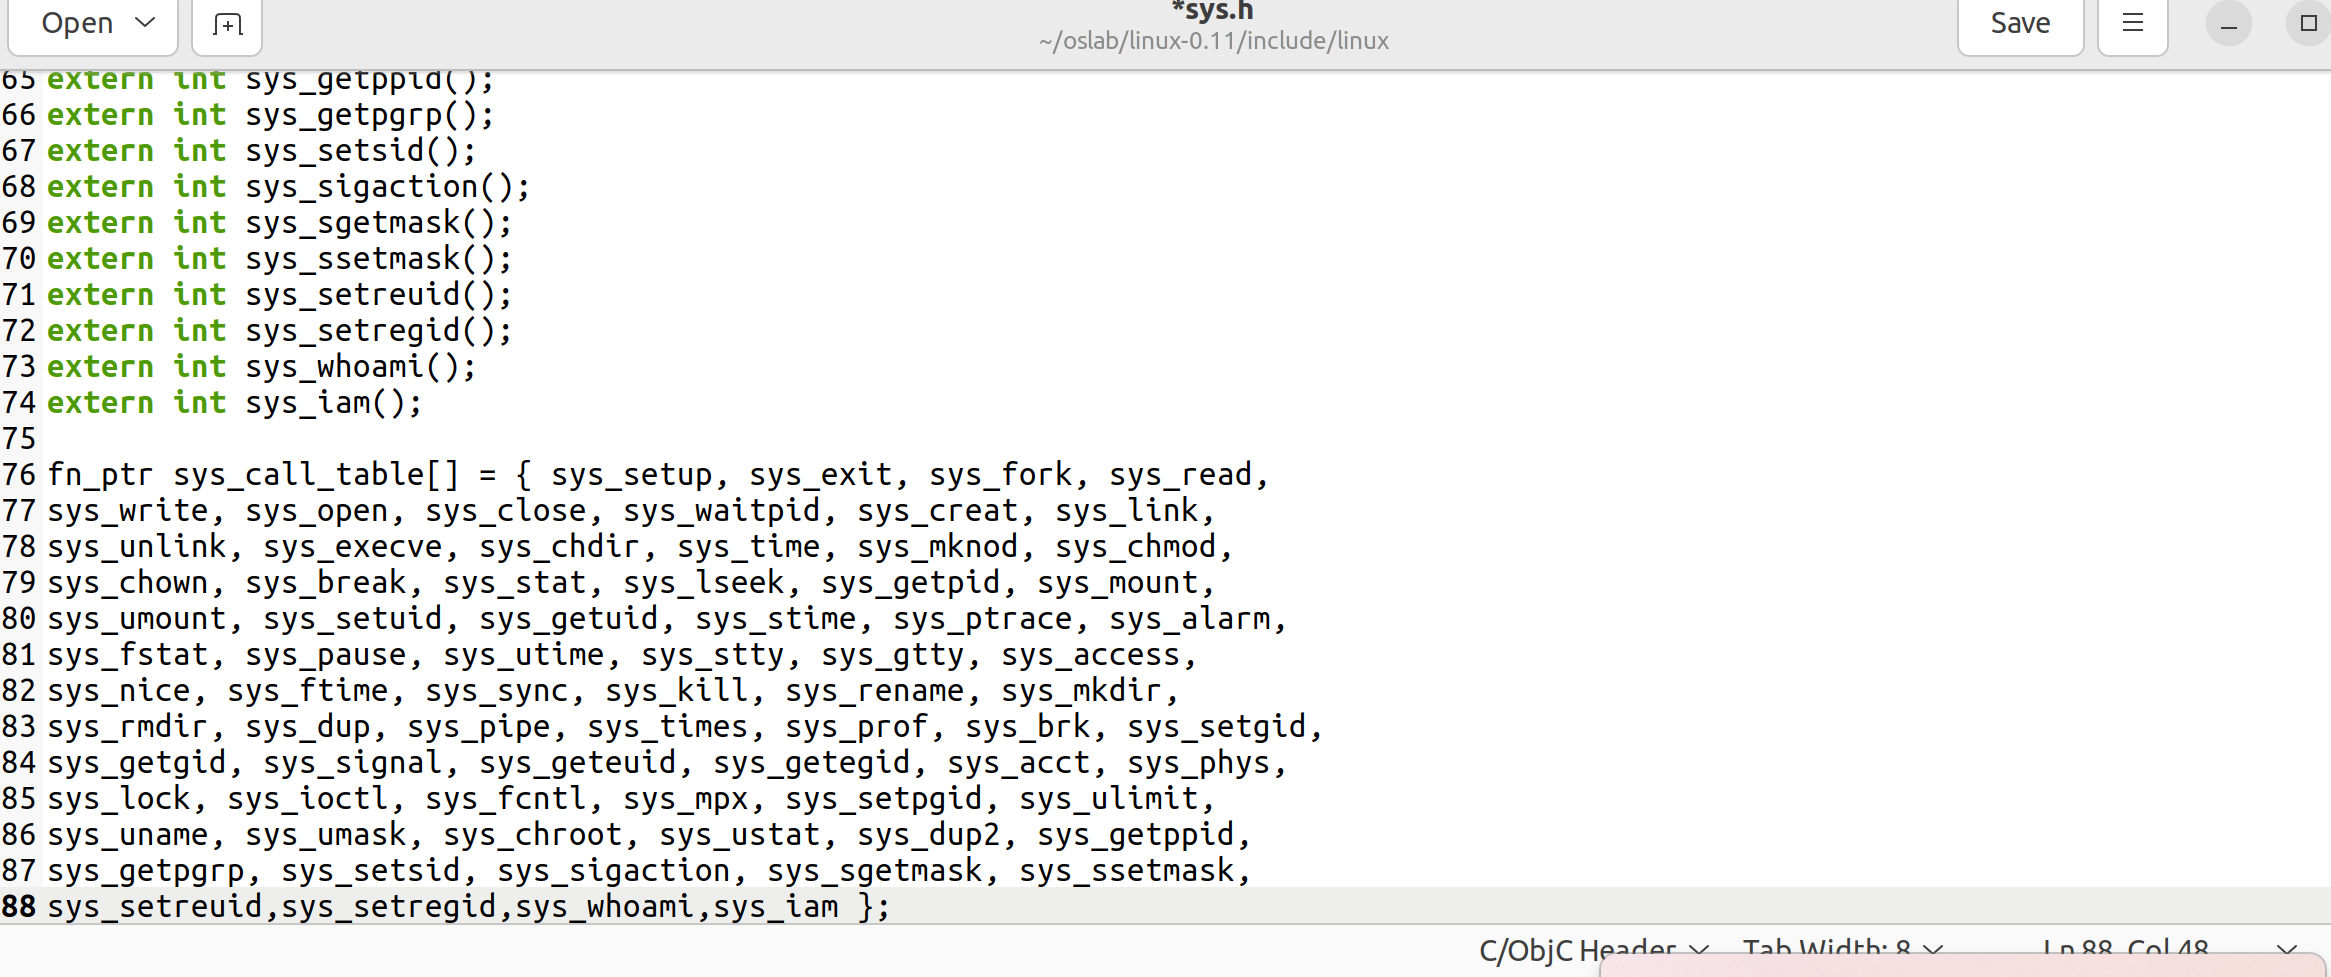 Open
*sys.h
~/oslab/linux-0.11/include/linux
Save
65 extern int sys_getppid();
66 extern int sys_getpgrp();
67 extern int sys_setsid();
68 extern int sys_sigaction();
69 extern int sys_sgetmask();
70 extern int sys_ssetmask();
71 extern int sys_setreuid();
72 extern int sys_setregid();
73 extern int sys_whoami();
74 extern int sys_iam();
75
76 fn_ptr sys_call_table[] = { sys_setup, sys_exit, sys_fork, sys_read,
77 sys_write, sys_open, sys_close, sys_waitpid, sys_creat, sys_link,
78 sys_unlink, sys_execve, sys_chdir, sys_time, sys_mknod, sys_chmod,
79 sys_chown, sys_break, sys_stat, sys_lseek, sys_getpid, sys_mount,
80 sys_umount, sys_setuid, sys_getuid, sys_stime, sys_ptrace, sys_alarm,
81 sys_fstat, sys_pause, sys_utime, sys_stty, sys_gtty, sys_access,
82 sys_nice, sys_ftime, sys_sync, sys_kill, sys_rename, sys_mkdir,
83 sys_rmdir, sys_dup, sys_pipe, sys_times, sys_prof, sys_brk, sys_setgid,
84 sys_getgid, sys_signal, sys_geteuid, sys_getegid, sys_acct, sys_phys,
85 sys_lock, sys_ioctl, sys_fcntl, sys_mpx, sys_setpgid, sys_ulimit,
86 sys_uname, sys_umask, sys_chroot, sys_ustat, sys_dup2, sys_getppid,
87 sys_getpgrp, sys_setsid, sys_sigaction, sys_sgetmask, sys_ssetmask,
88 sys_setreuid,sys_setregid,sys_whoami,sys_iam };
C/ObjC Header Tab Width: 8 Ln 88, Col 48